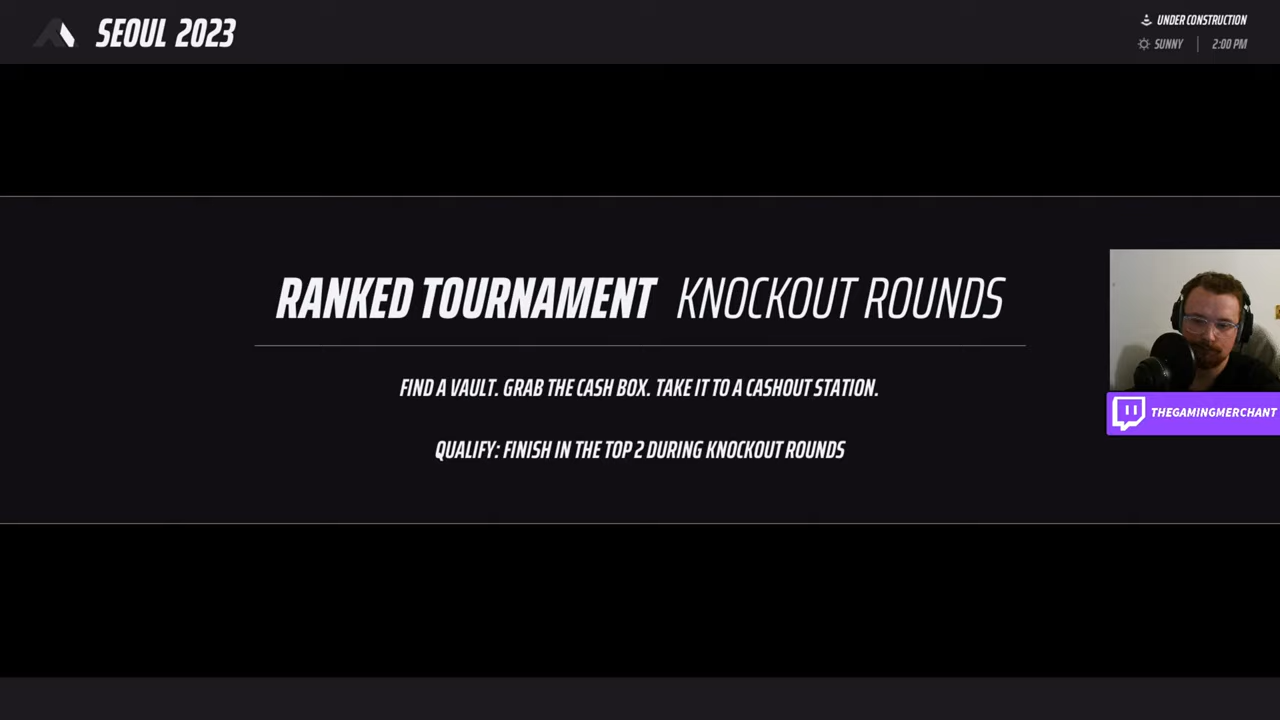 SEOUL 2023
UNDER CONSTRUCTION
SUNNY | 2:00 PM
RANKED TOURNAMENT KNOCKOUT ROUNDS
FIND A VAULT. GRAB THE CASH BOX. TAKE IT TO A CASHOUT STATION.
QUALIFY: FINISH IN THE TOP 2 DURING KNOCKOUT ROUNDS
THEGAMINGMERCHANT